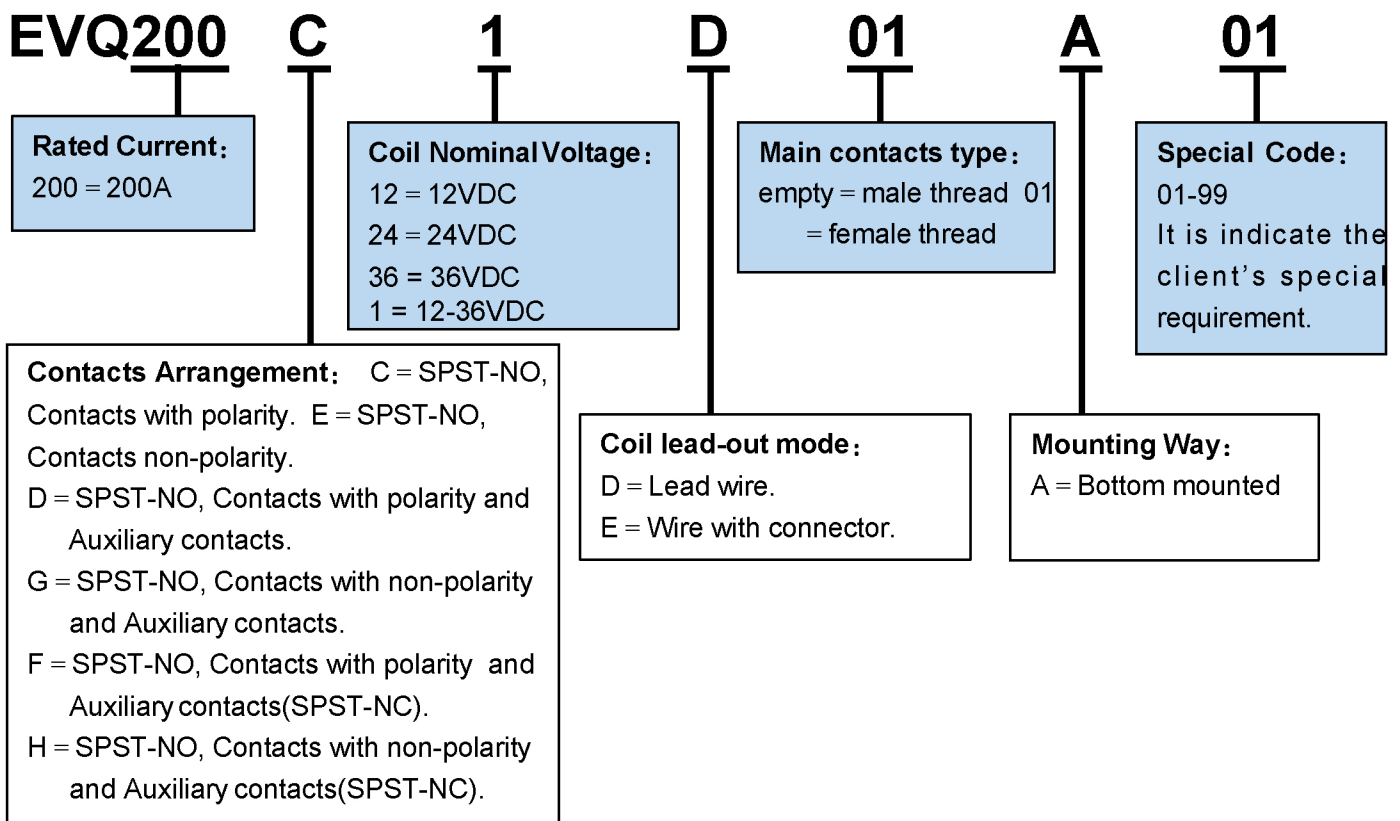 EVQ200 C 1 D 01 A 01
Rated Current：
200 = 200A
Coil Nominal Voltage：
12 = 12VDC
24 = 24VDC
36 = 36VDC
1 = 12-36VDC
Main contacts type：
empty = male thread 01
= female thread
Special Code：
01-99
It is indicate the
client's special
requirement.
Contacts Arrangement： C = SPST-NO,
Contacts with polarity. E = SPST-NO,
Contacts non-polarity.
D = SPST-NO, Contacts with polarity and
Auxiliary contacts.
G = SPST-NO, Contacts with non-polarity
and Auxiliary contacts.
F = SPST-NO, Contacts with polarity and
Auxiliary contacts(SPST-NC).
H = SPST-NO, Contacts with non-polarity
and Auxiliary contacts(SPST-NC).
Coil lead-out mode：
D = Lead wire.
E = Wire with connector.
Mounting Way：
A = Bottom mounted